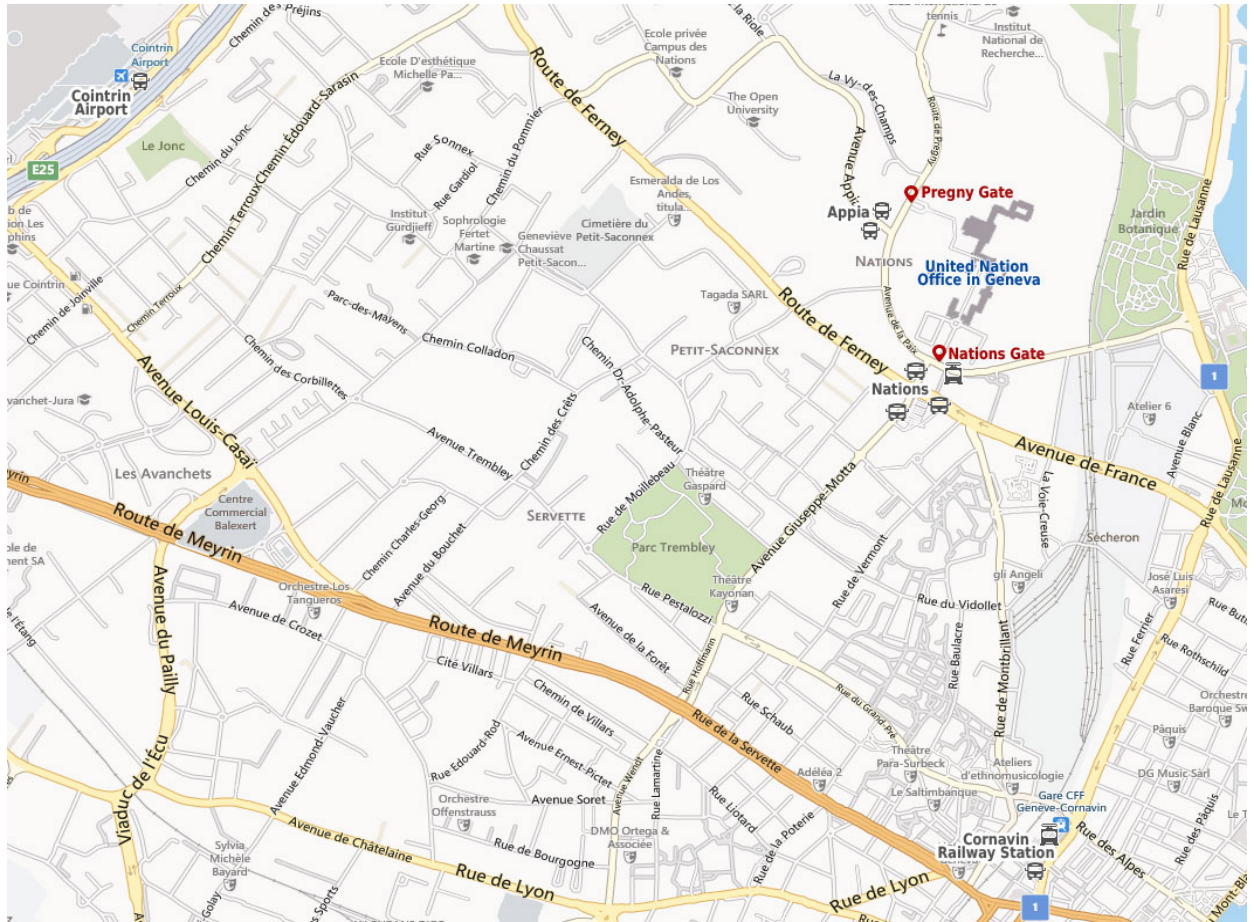 Chemin des Préjins
la Riole
tennis
Institut
National de
Recherche...
Ecole privée
Campus des
Nations
Cointrin
Airport
Cointrin
Airport
Ecole D'esthétique
Michelle Pa...
Route de Ferney
La Vy-des-Champs
The Open
University
Route de Pregny
Avenue Appia
Le Jonc
Chemin du Jonc
Chemin Édouard-Sarasin
Chemin-Terroux
Rue Sonnex
Rue Gardiol
Chemin du Pommier
E25
Esmeralda de Los
Andes,
titula...
Pregny Gate
Appia
Jardin
Botanique
Rue de Lausanne
Institut
Gurdjieff
Sophrologie
Fertet
Martine
Geneviève
Chaussat
Petit-Sacon...
Cimetière du
Petit-Saconnex
NATIONS
United Nation
Office in Geneva
Chemin de Joinville
Chemin Terroux
Parc-des-Mayens
Chemin Colladon
Tagada SARL
Route de Ferney
Avenue de la Paix
PETIT-SACONNEX
Nations Gate
Nations
1
Chemin des Corbillettes
Avenue Louis-Casaï
Chemin Dr-Adolphe-Pasteur
Chemin des Crêts
Avenue Trembley
Atelier 6
Avenue Blanc
Avenue de France
Rue de Lausanne
La Voie-Creuse
Les Avanchets
Centre
Commercial
Balexert
Route de Meyrin
Chemin Charles-Georg
Avenue du Bouchet
SERVETTE
Rue de Moillebeau
Théâtre
Gaspard
Avenue Giuseppe-Motta
Parc Trembley
Secheron
Rue de Vermont
gli Angeli
José Luis
Asaresi
Avenue du Pailly
Orchestre Los
Tangueros
Avenue de Crozet
Route de Meyrin
Rue Pestalozzi
Théâtre
Kayonan
Rue du Vidollet
Rue Baulacre
Rue de Montbrillant
Rue Ferrier
Rue Rothschild
Avenue de la Forêt
Rue Hoffmann
Cité Villars
Chemin de Villars
Rue de la Servette
Rue Schaub
Rue du Grand-Pré
Orchestre
Baroque Sw
Pâquis
Avenue Edmond-Vaucher
Rue Edouard-Rod
Avenue Ernest-Pictet
Avenue Wendt
Rue Lamartine
Adéléa 2
Théâtre
Para-Surbeck
Le Saltimbanque
Ateliers
d'ethnomusicologie
DG Music Sàrl
Viaduc de l'Écu
Orchestre
Offenstrauss
Avenue Soret
DMO Ortega &
Associée
Rue Liotard
Rue de la Poterie
Gare CFF
Genève-Cornavin
Cornavin
Railway Station
Rue des Alpes
Rue des Pâquis
Sylvia
Michèle
Bayard
Avenue de Châtelaine
Rue de Bourgogne
Rue de Lyon
Rue de Lyon
1